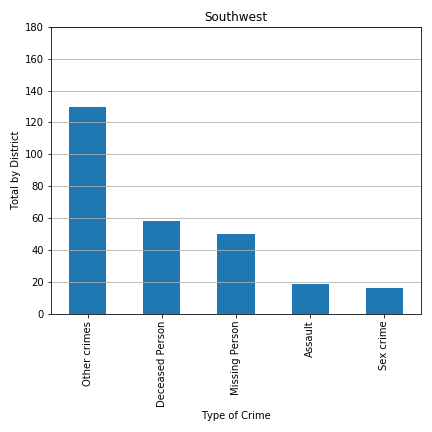 Southwest
Total by District
180
160
140
120
100
80
60
40
20
0
Other crimes
Deceased Person
Missing Person
Assault
Sex crime
Type of Crime